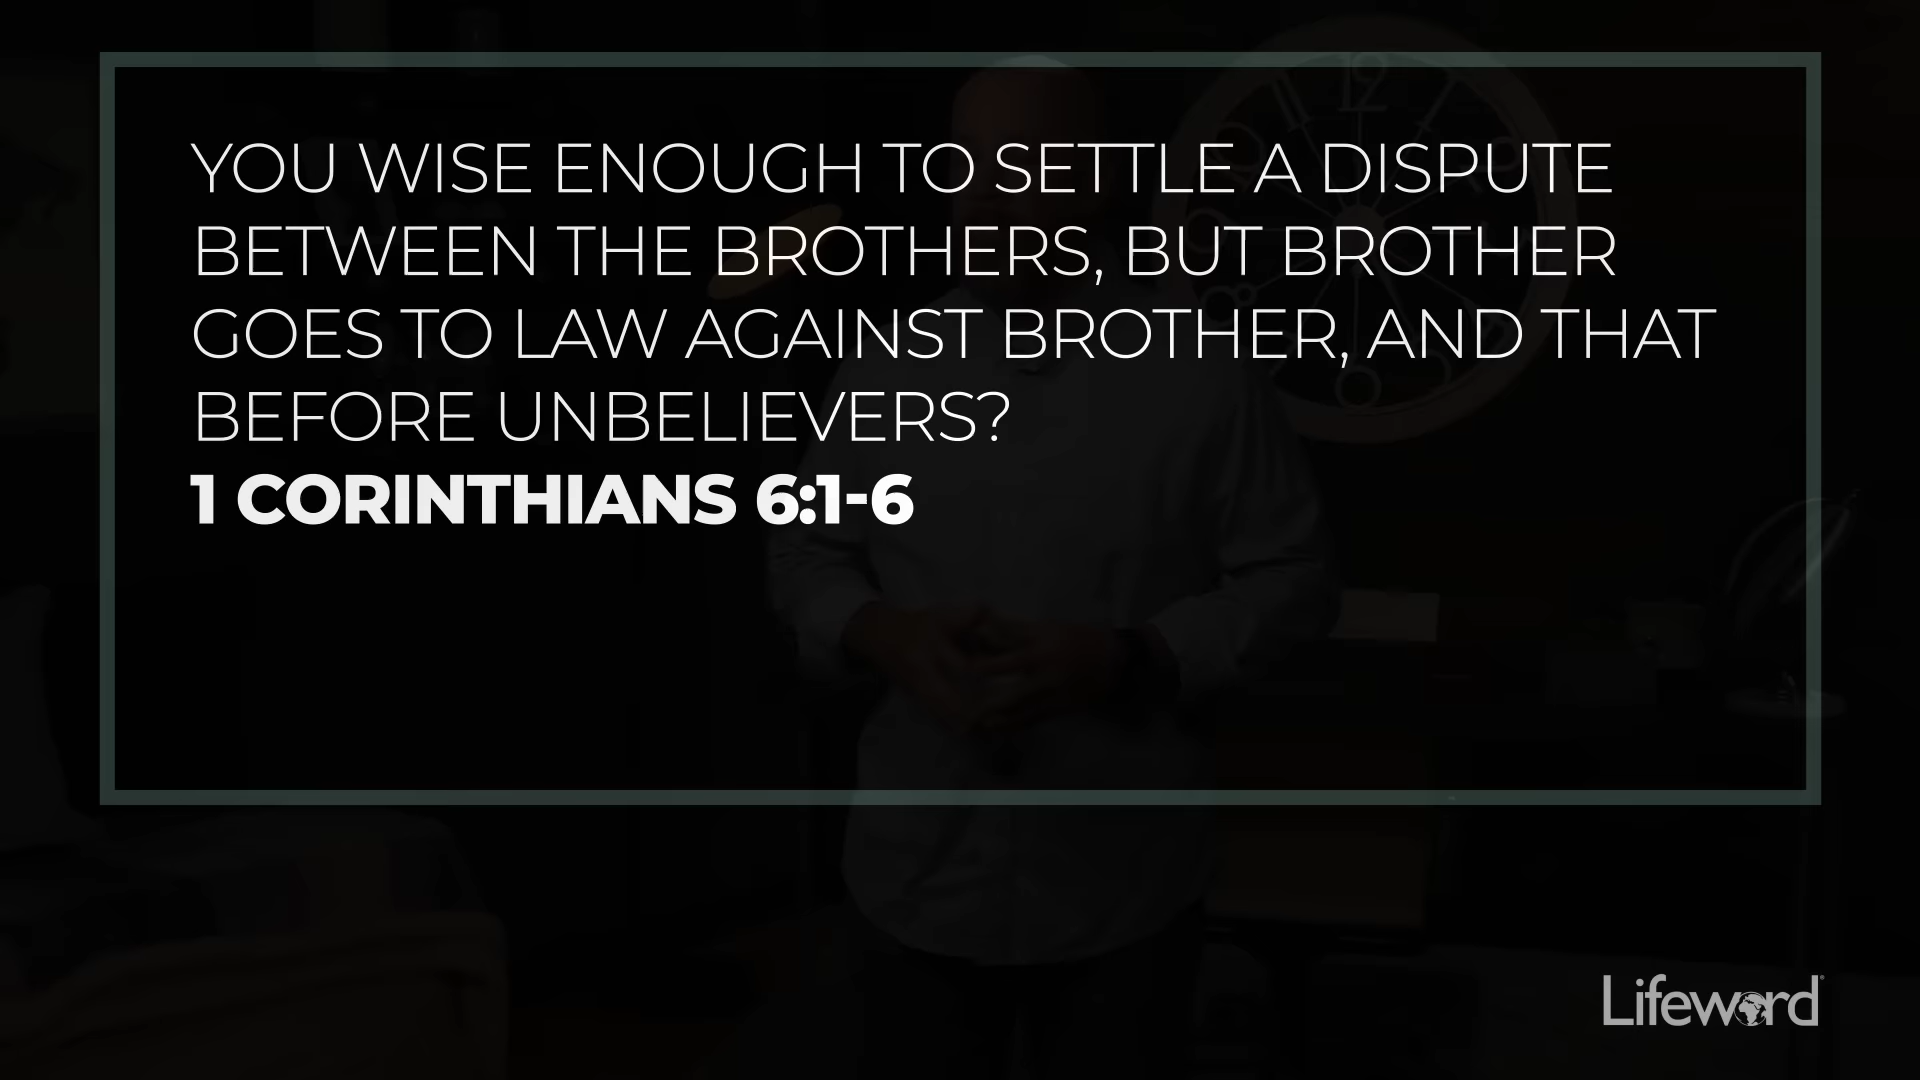 YOU WISE ENOUGH TO SETTLE A DISPUTE
BETWEEN THE BROTHERS, BUT BROTHER
GOES TO LAW AGAINST BROTHER, AND THAT
BEFORE UNBELIEVERS?
1 CORINTHIANS 6:1-6
12
Lifeword